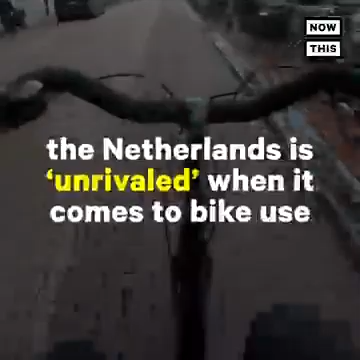 NOW
THIS
the Netherlands is
‘unrivaled’ when it
comes to bike use